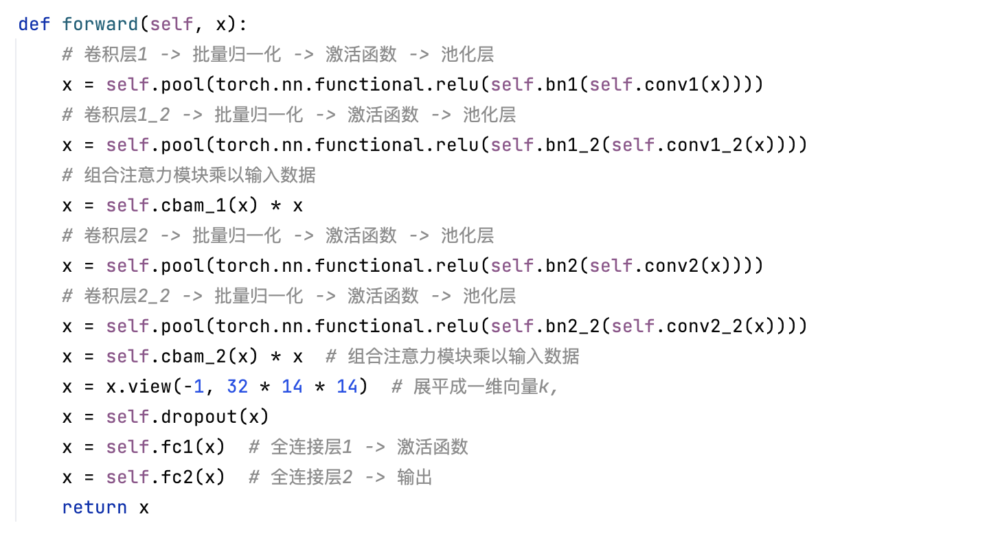 def forward(self, x):
    # 卷积层1 -> 批量归一化 -> 激活函数 -> 池化层
    x = self.pool(torch.nn.functional.relu(self.bn1(self.conv1(x))))
    # 卷积层1_2 -> 批量归一化 -> 激活函数 -> 池化层
    x = self.pool(torch.nn.functional.relu(self.bn1_2(self.conv1_2(x))))
    # 组合注意力模块乘以输入数据
    x = self.cbam_1(x) * x
    # 卷积层2 -> 批量归一化 -> 激活函数 -> 池化层
    x = self.pool(torch.nn.functional.relu(self.bn2(self.conv2(x))))
    # 卷积层2_2 -> 批量归一化 -> 激活函数 -> 池化层
    x = self.pool(torch.nn.functional.relu(self.bn2_2(self.conv2_2(x))))
    x = self.cbam_2(x) * x  # 组合注意力模块乘以输入数据
    x = x.view(-1, 32 * 14 * 14)  # 展平成一维向量k,
    x = self.dropout(x)
    x = self.fc1(x)  # 全连接层1 -> 激活函数
    x = self.fc2(x)  # 全连接层2 -> 输出
    return x